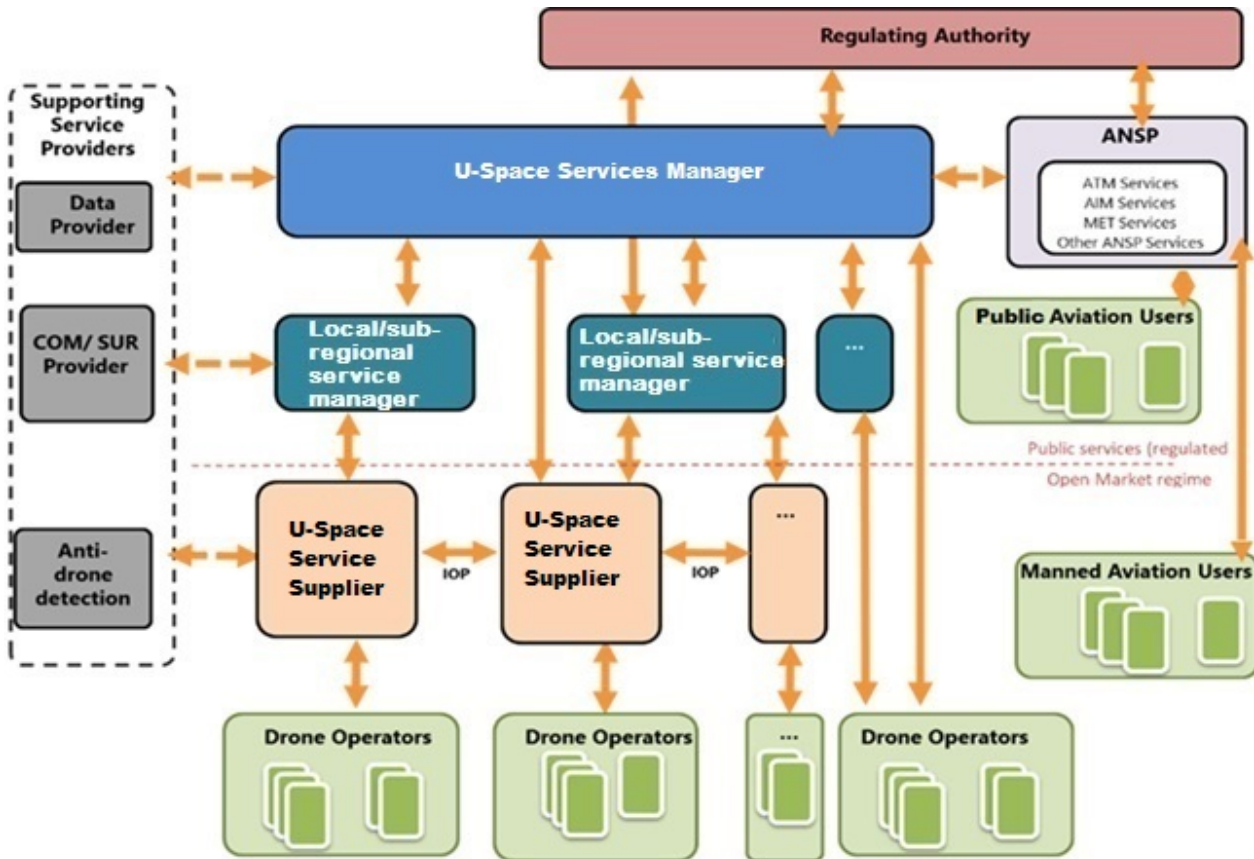 Regulating Authority
Supporting
Service
Providers
Data
Provider
COM/ SUR
Provider
Anti-
drone
detection
U-Space Services Manager
ANSP
ATM Services
AIM Services
MET Services
Other ANSP Services
Local/sub-
regional
service
manager
Local/sub-
regional service
manager
...
Public Aviation Users
Public services (regulated
Open Market regime
U-Space
Service
Supplier
IOP
U-Space
Service
Supplier
IOP
...
Manned Aviation Users
Drone Operators
Drone Operators
...
Drone Operators